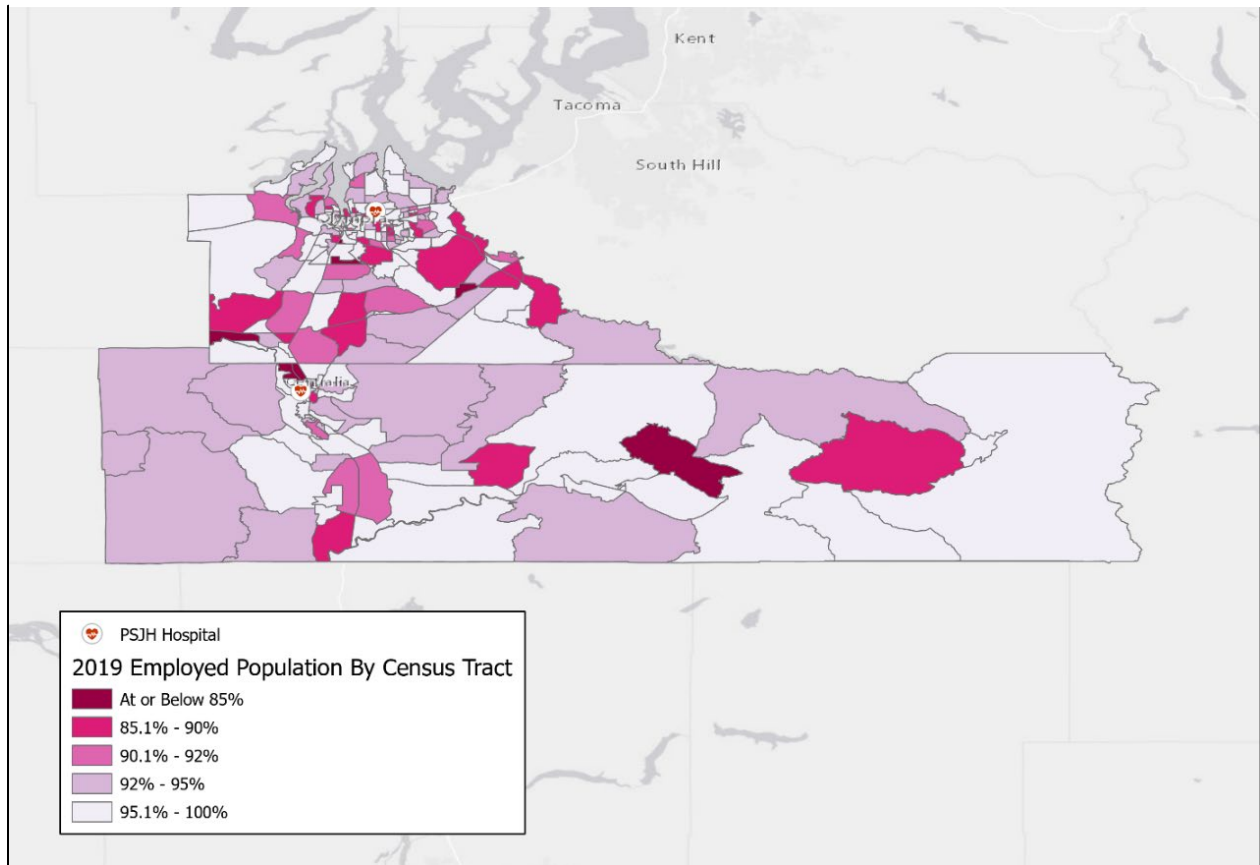 Kent
Tacoma
South Hill
PSJH Hospital
2019 Employed Population By Census Tract
At or Below 85%
85.1% - 90%
90.1% - 92%
92% - 95%
95.1% - 100%